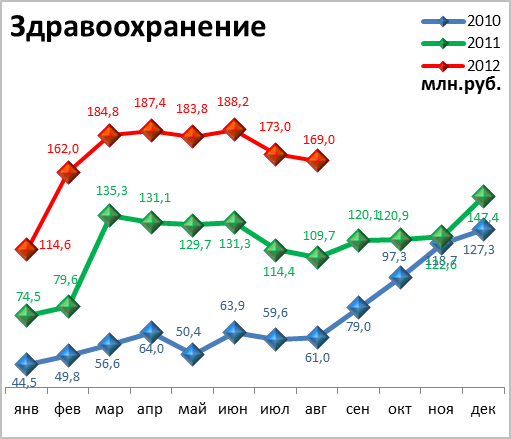 Здравоохранение
2010
2011
2012
млн.руб.
114,6 162,0 184,8 187,4 183,8 188,2 173,0 169,0
74,5 79,6 135,3 131,1 129,7 131,3 114,4 109,7 120,1 120,9 122,6 147,4
44,5 49,8 56,6 64,0 50,4 63,9 59,6 61,0 79,0 97,3 118,7 127,3
янв фев мар апр май июн июл авг сен окт ноя дек